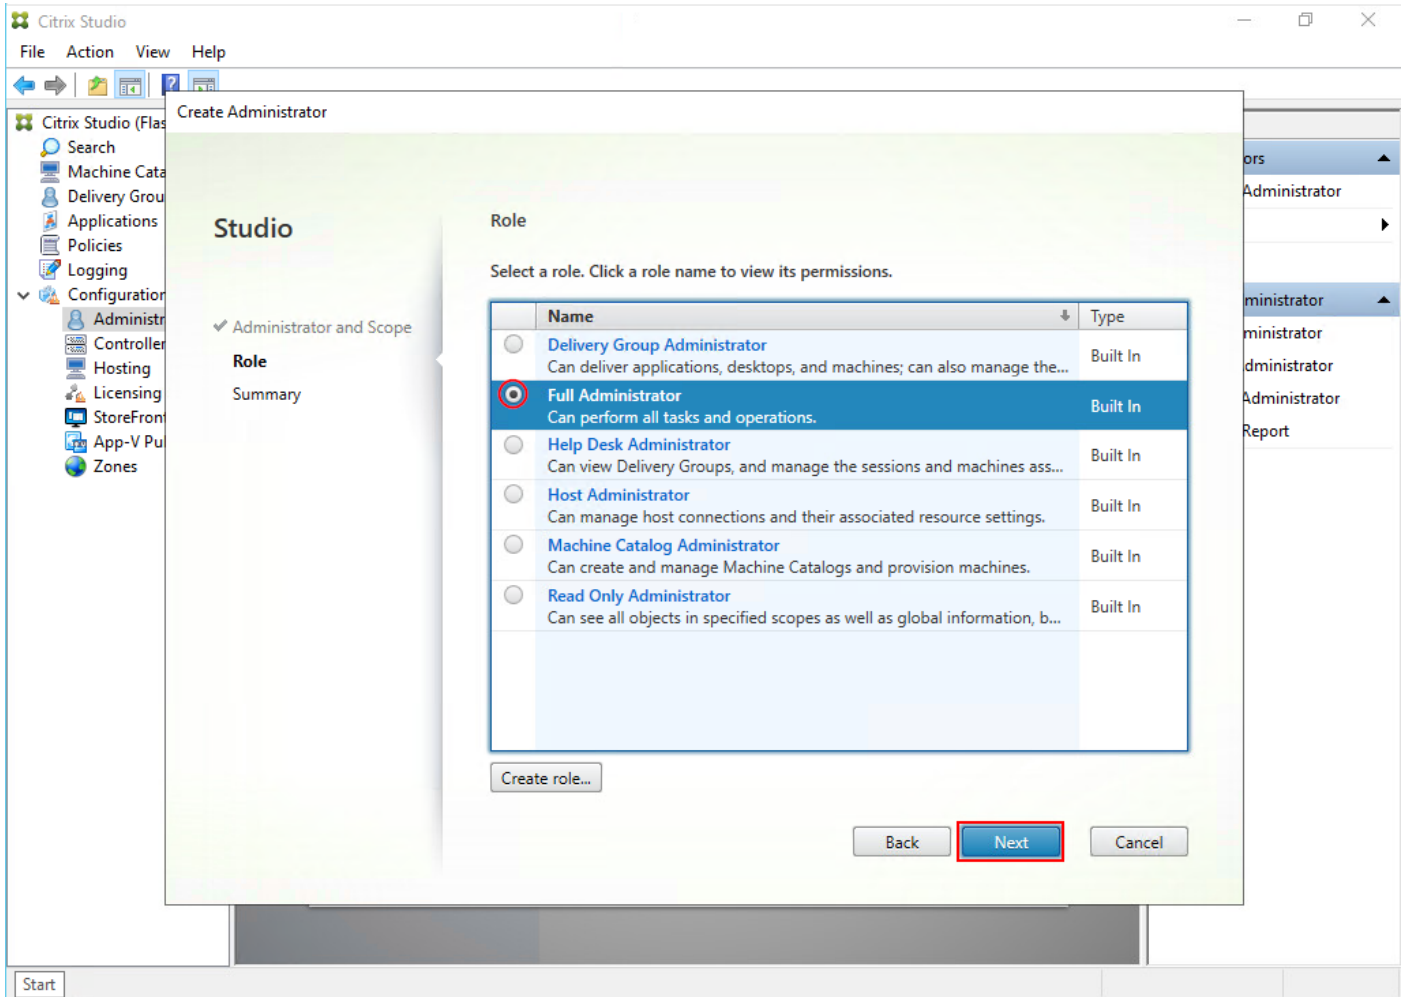 Citrix Studio
File Action View Help
Create Administrator
Citrix Studio (Flas
Search
Machine Cata
Delivery Grou
Applications
Policies
Logging
Configuration
Administr
Controller
Hosting
Licensing
StoreFront
App-V Pul
Zones
Studio
Administrator and Scope
Role
Summary
Role
Select a role. Click a role name to view its permissions.
Name Type
Delivery Group Administrator
Can deliver applications, desktops, and machines; can also manage the...
Built In
Full Administrator
Can perform all tasks and operations.
Built In
Help Desk Administrator
Can view Delivery Groups, and manage the sessions and machines ass...
Built In
Host Administrator
Can manage host connections and their associated resource settings.
Built In
Machine Catalog Administrator
Can create and manage Machine Catalogs and provision machines.
Built In
Read Only Administrator
Can see all objects in specified scopes as well as global information, b...
Built In
Create role...
Back Next Cancel
ors
Administrator
ministrator
ministrator
dministrator
Administrator
Report
Start